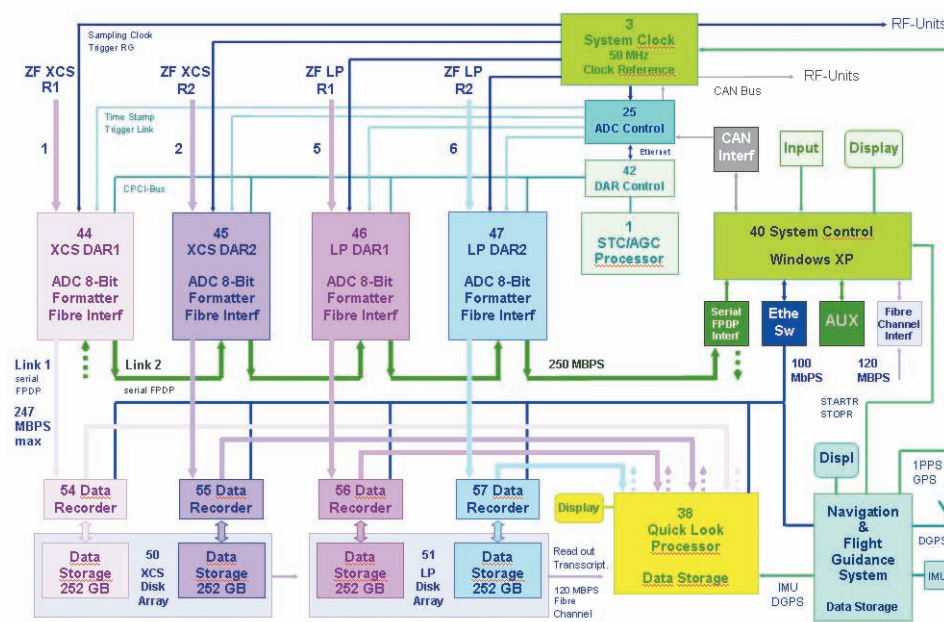 Sampling Clock
Trigger RG
3
System Clock
50 MHz
Clock Reference
RF-Units
RF-Units
CAN Bus
ZF XCS
R1
ZF XCS
R2
ZF LP
R1
ZF LP
R2
Time Stamp
Trigger Link
1
2
5
6
25
ADC Control
Ethernet
CAN
Interf
Input
Display
42
DAR Control
CPCI-Bus
44
XCS DAR1
ADC 8-Bit
Formatter
Fibre Interf
45
XCS DAR2
ADC 8-Bit
Formatter
Fibre Interf
46
LP DAR1
ADC 8-Bit
Formatter
Fibre Interf
47
LP DAR2
ADC 8-Bit
Formatter
Fibre Interf
1
STC/AGC
Processor
40 System Control
Windows XP
Serial
FPDP
Interf
Ethe
Sw
AUX
Fibre
Channel
Interf
Link 1
serial
FPDP
Link 2
serial FPDP
250 MBPS
100
MbPS
120
MBPS
247
MBPS
max
STARTR
STOPR
54 Data
Recorder
55 Data
Recorder
56 Data
Recorder
57 Data
Recorder
Display
38
Quick Look
Processor
Data Storage
Displ
1PPS
GPS
Navigation
&
Flight
Guidance
System
Data Storage
DGPS
IMU
Data
Storage
252 GB
50
XCS
Disk
Array
Data
Storage
252 GB
Data
Storage
252 GB
51
LP
Disk
Array
Data
Storage
252 GB
Read out
Transscript.
120 MBPS
Fibre
Channel
IMU
DGPS